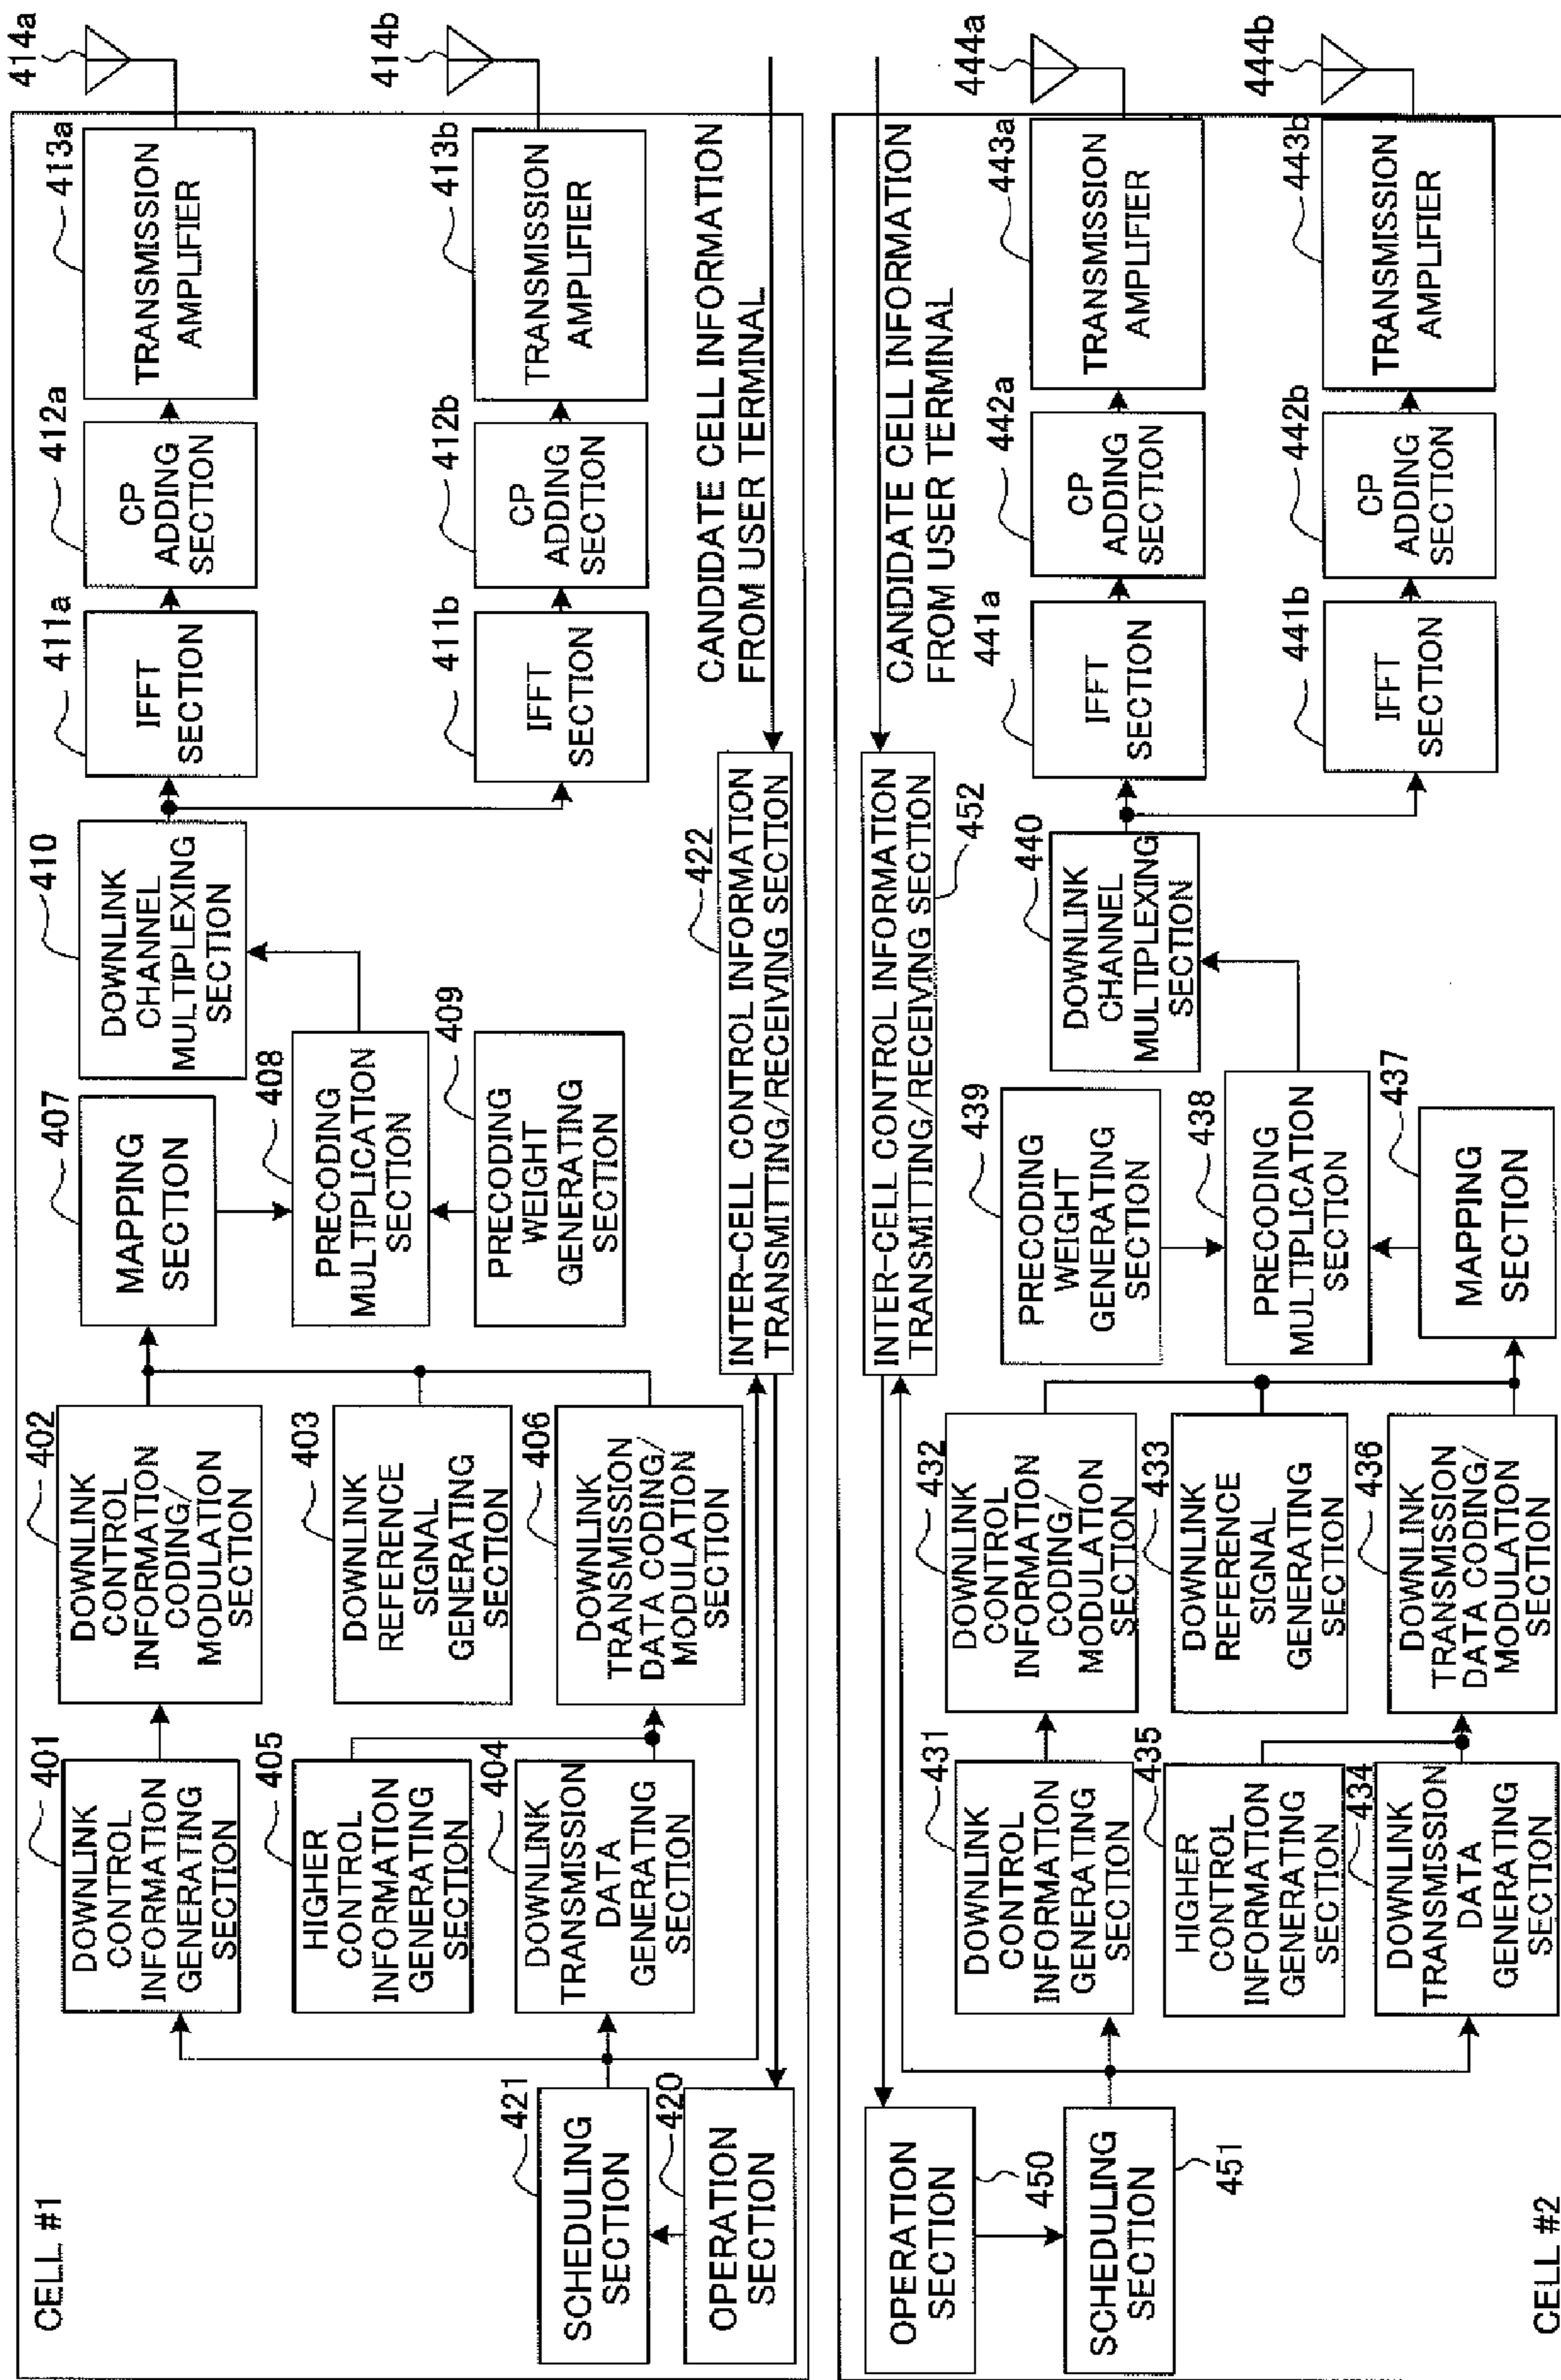 CELL #1
421
SCHEDULING
SECTION
420
OPERATION
SECTION
401
DOWNLINK
CONTROL
INFORMATION
GENERATING
SECTION
405
HIGHER
CONTROL
INFORMATION
GENERATING
SECTION
404
DOWNLINK
TRANSMISSION
DATA
GENERATING
SECTION
402
DOWNLINK
CONTROL
INFORMATION
CODING/
MODULATION
SECTION
403
DOWNLINK
REFERENCE
SIGNAL
GENERATING
SECTION
406
DOWNLINK
TRANSMISSION
DATA CODING/
MODULATION
SECTION
407
MAPPING
SECTION
408
PRECODING
MULTIPLICATION
SECTION
409
PRECODING
WEIGHT
GENERATING
SECTION
410
DOWNLINK
CHANNEL
MULTIPLEXING
SECTION
422
INTER-CELL CONTROL INFORMATION
TRANSMITTING/RECEIVING SECTION
411a
IFFT
SECTION
411b
IFFT
SECTION
412a
CP
ADDING
SECTION
412b
CP
ADDING
SECTION
413a
TRANSMISSION
AMPLIFIER
413b
TRANSMISSION
AMPLIFIER
414a
414b
CANDIDATE CELL INFORMATION
FROM USER TERMINAL
CELL #2
OPERATION
SECTION
450
SCHEDULING
SECTION
451
431
DOWNLINK
CONTROL
INFORMATION
GENERATING
SECTION
435
HIGHER
CONTROL
INFORMATION
GENERATING
SECTION
434
DOWNLINK
TRANSMISSION
DATA
GENERATING
SECTION
432
DOWNLINK
CONTROL
INFORMATION
CODING/
MODULATION
SECTION
433
DOWNLINK
REFERENCE
SIGNAL
GENERATING
SECTION
436
DOWNLINK
TRANSMISSION
DATA CODING/
MODULATION
SECTION
INTER-CELL CONTROL INFORMATION
TRANSMITTING/RECEIVING SECTION
452
439
PRECODING
WEIGHT
GENERATING
SECTION
438
PRECODING
MULTIPLICATION
SECTION
437
MAPPING
SECTION
440
DOWNLINK
CHANNEL
MULTIPLEXING
SECTION
CANDIDATE CELL INFORMATION
FROM USER TERMINAL
441a
IFFT
SECTION
441b
IFFT
SECTION
442a
CP
ADDING
SECTION
442b
CP
ADDING
SECTION
443a
TRANSMISSION
AMPLIFIER
443b
TRANSMISSION
AMPLIFIER
444a
444b